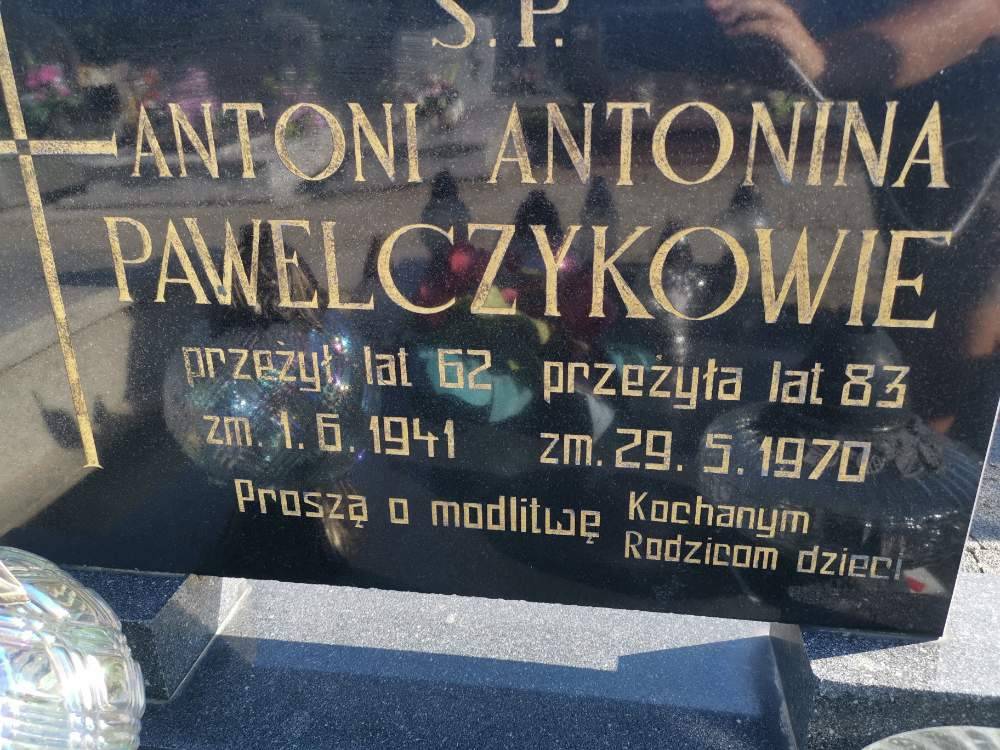 S.P.
ANTONI ANTONINA
PAWELCZYKOWIE
przeżył lat 62 przeżyła lat 83
zm. 1. 6. 1941 zm. 29. 5. 1970
Proszą o modlitwę Kochanym
Rodzicom dzieci